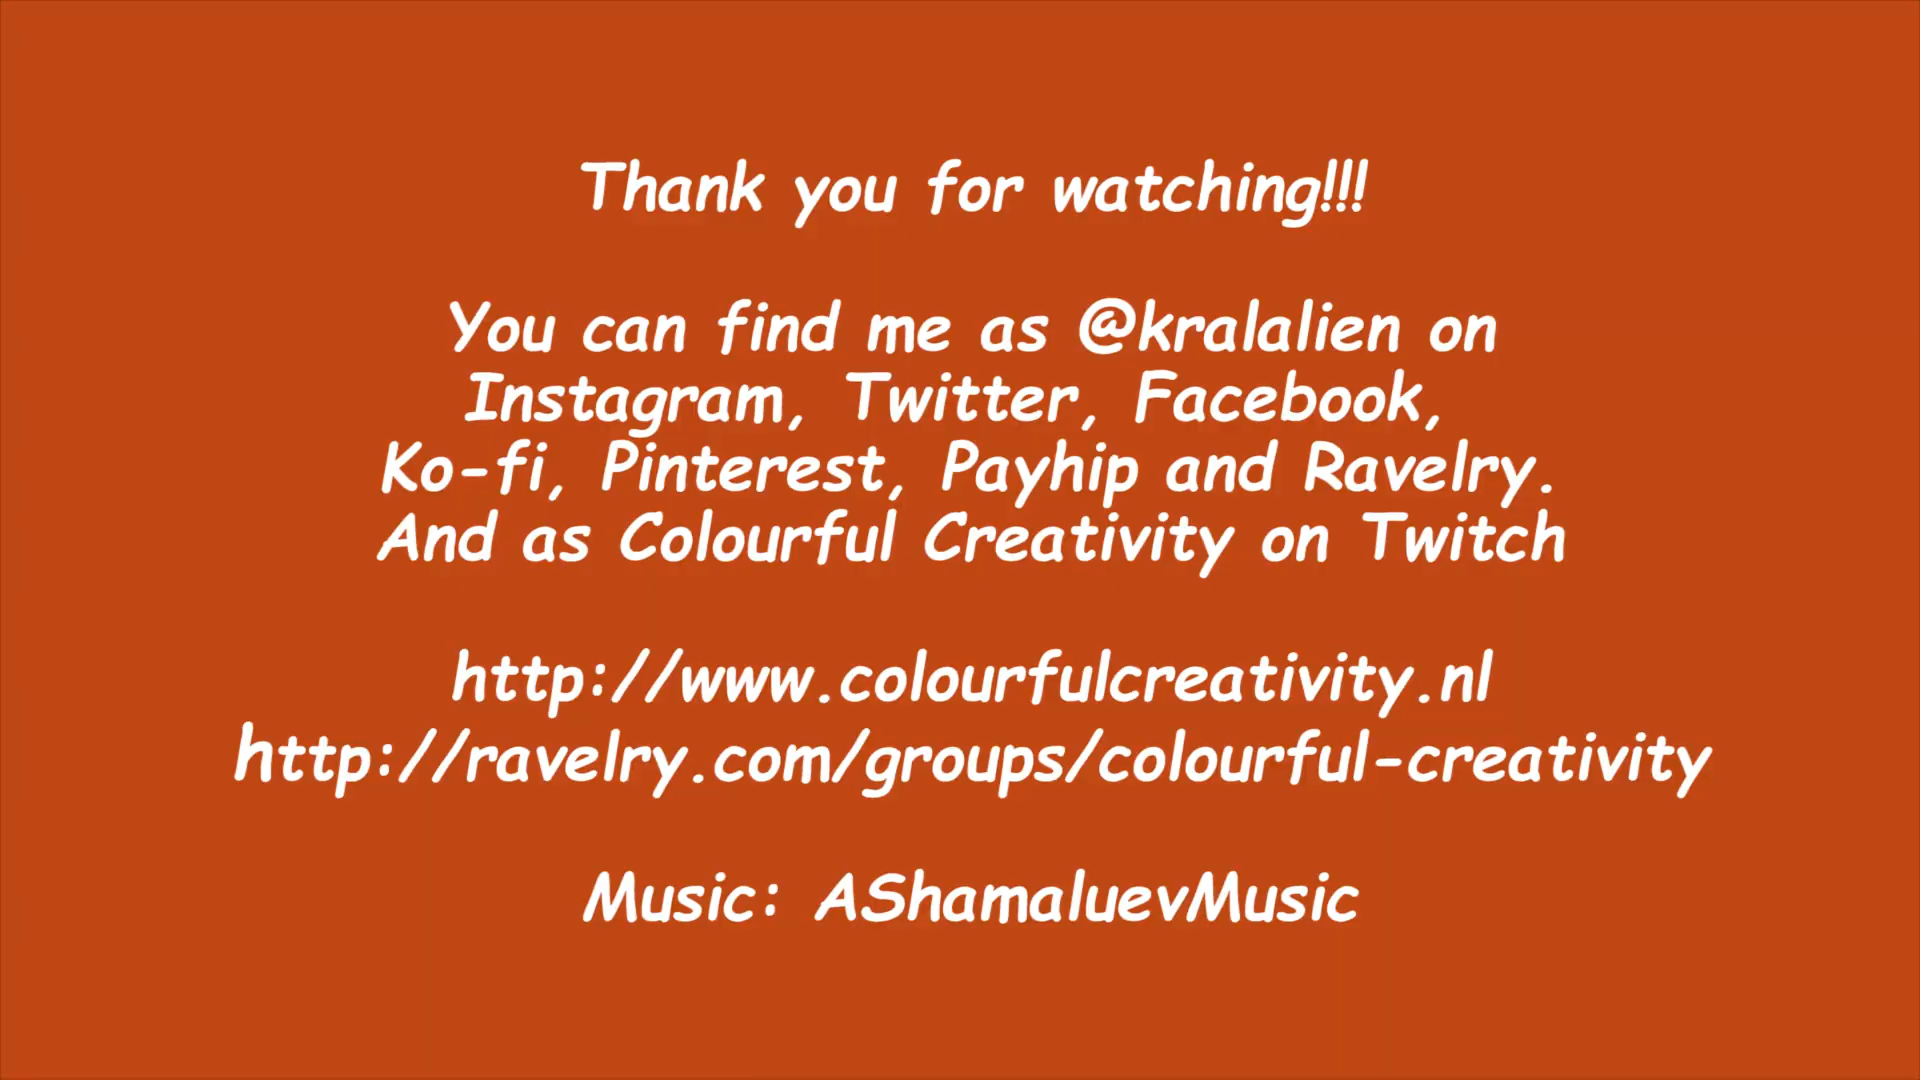 Thank you for watching!!!
You can find me as @kralalien on
Instagram, Twitter, Facebook,
Ko-fi, Pinterest, Payhip and Ravelry.
And as Colourful Creativity on Twitch
http://www.colourfulcreativity.nl
http://ravelry.com/groups/colourful-creativity
Music: AShamaluevMusic